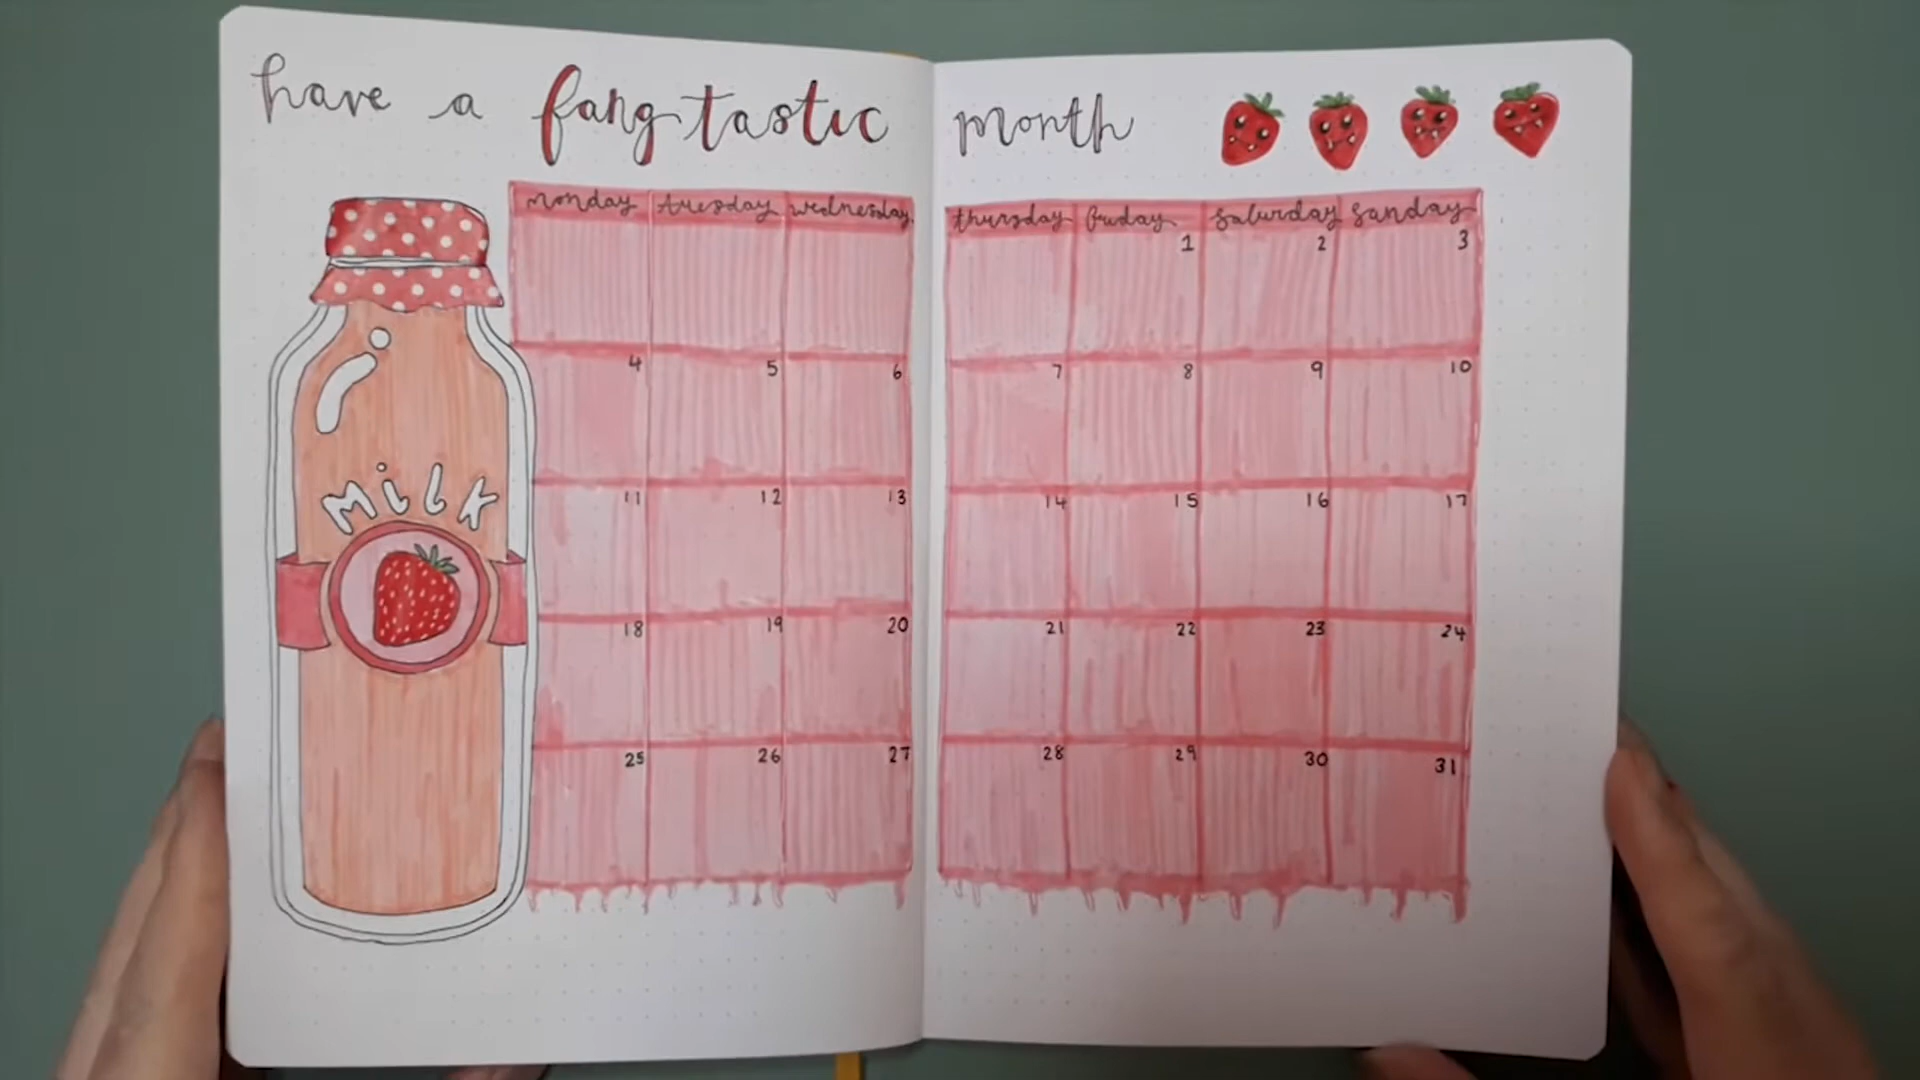 have a fangtastic month
monday tuesday wednesday thursday friday saturday sunday
1 2 3
4 5 6 7 8 9 10
MiLK
11 12 13 14 15 16 17
18 19 20 21 22 23 24
25 26 27 28 29 30 31